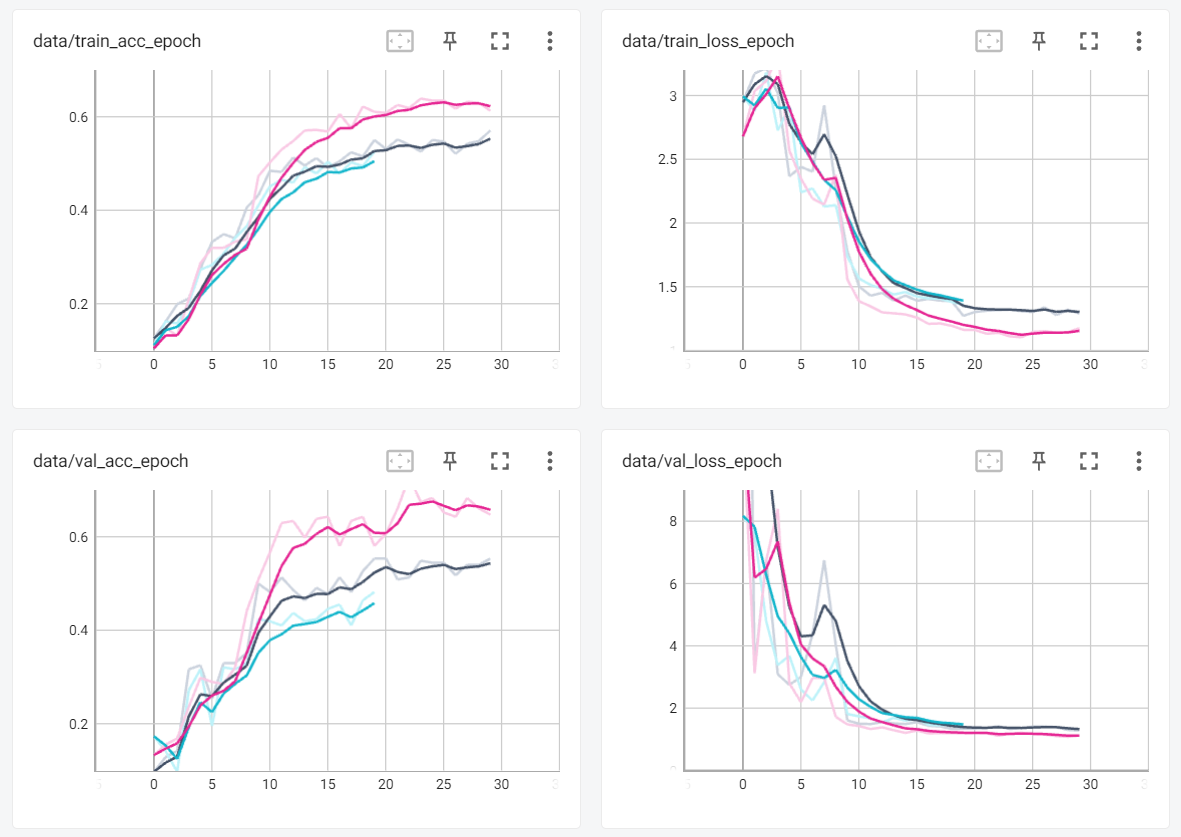 data/train_acc_epoch
0.6
0.4
0.2
0 5 10 15 20 25 30
data/train_loss_epoch
3
2.5
2
1.5
0 5 10 15 20 25 30
data/val_acc_epoch
0.6
0.4
0.2
0 5 10 15 20 25 30
data/val_loss_epoch
8
6
4
2
0 5 10 15 20 25 30